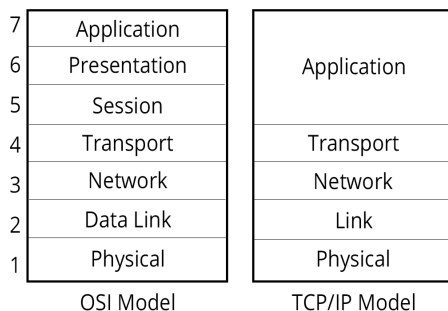 7 Application
6 Presentation
5 Session
4 Transport
3 Network
2 Data Link
1 Physical
OSI Model
Application
Transport
Network
Link
Physical
TCP/IP Model